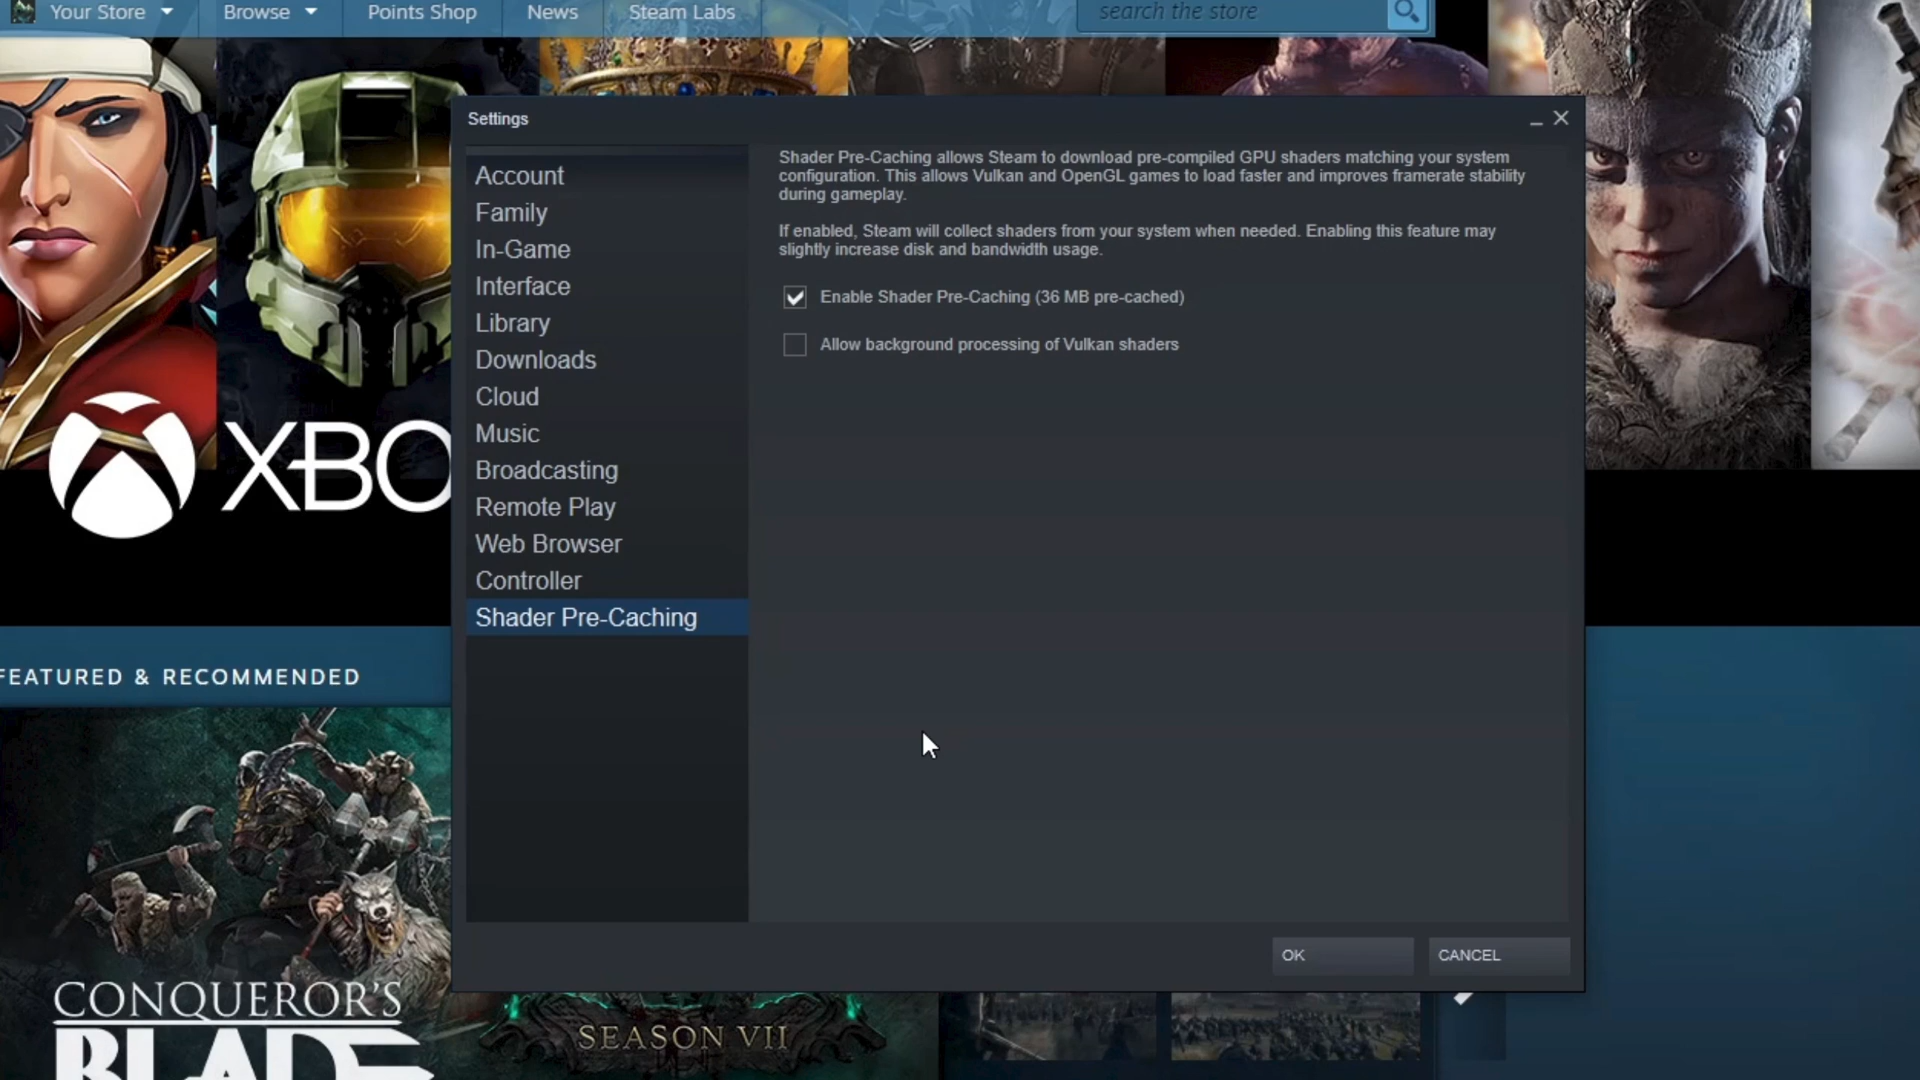 Your Store
Browse
Points Shop
News
Steam Labs
search the store
Settings
Account
Family
In-Game
Interface
Library
Downloads
Cloud
Music
Broadcasting
Remote Play
Web Browser
Controller
Shader Pre-Caching
Shader Pre-Caching allows Steam to download pre-compiled GPU shaders matching your system
configuration. This allows Vulkan and OpenGL games to load faster and improves framerate stability
during gameplay.
If enabled, Steam will collect shaders from your system when needed. Enabling this feature may
slightly increase disk and bandwidth usage.
Enable Shader Pre-Caching (36 MB pre-cached)
Allow background processing of Vulkan shaders
OK
CANCEL
XBO
FEATURED & RECOMMENDED
CONQUEROR'S
BLADE
SEASON VII